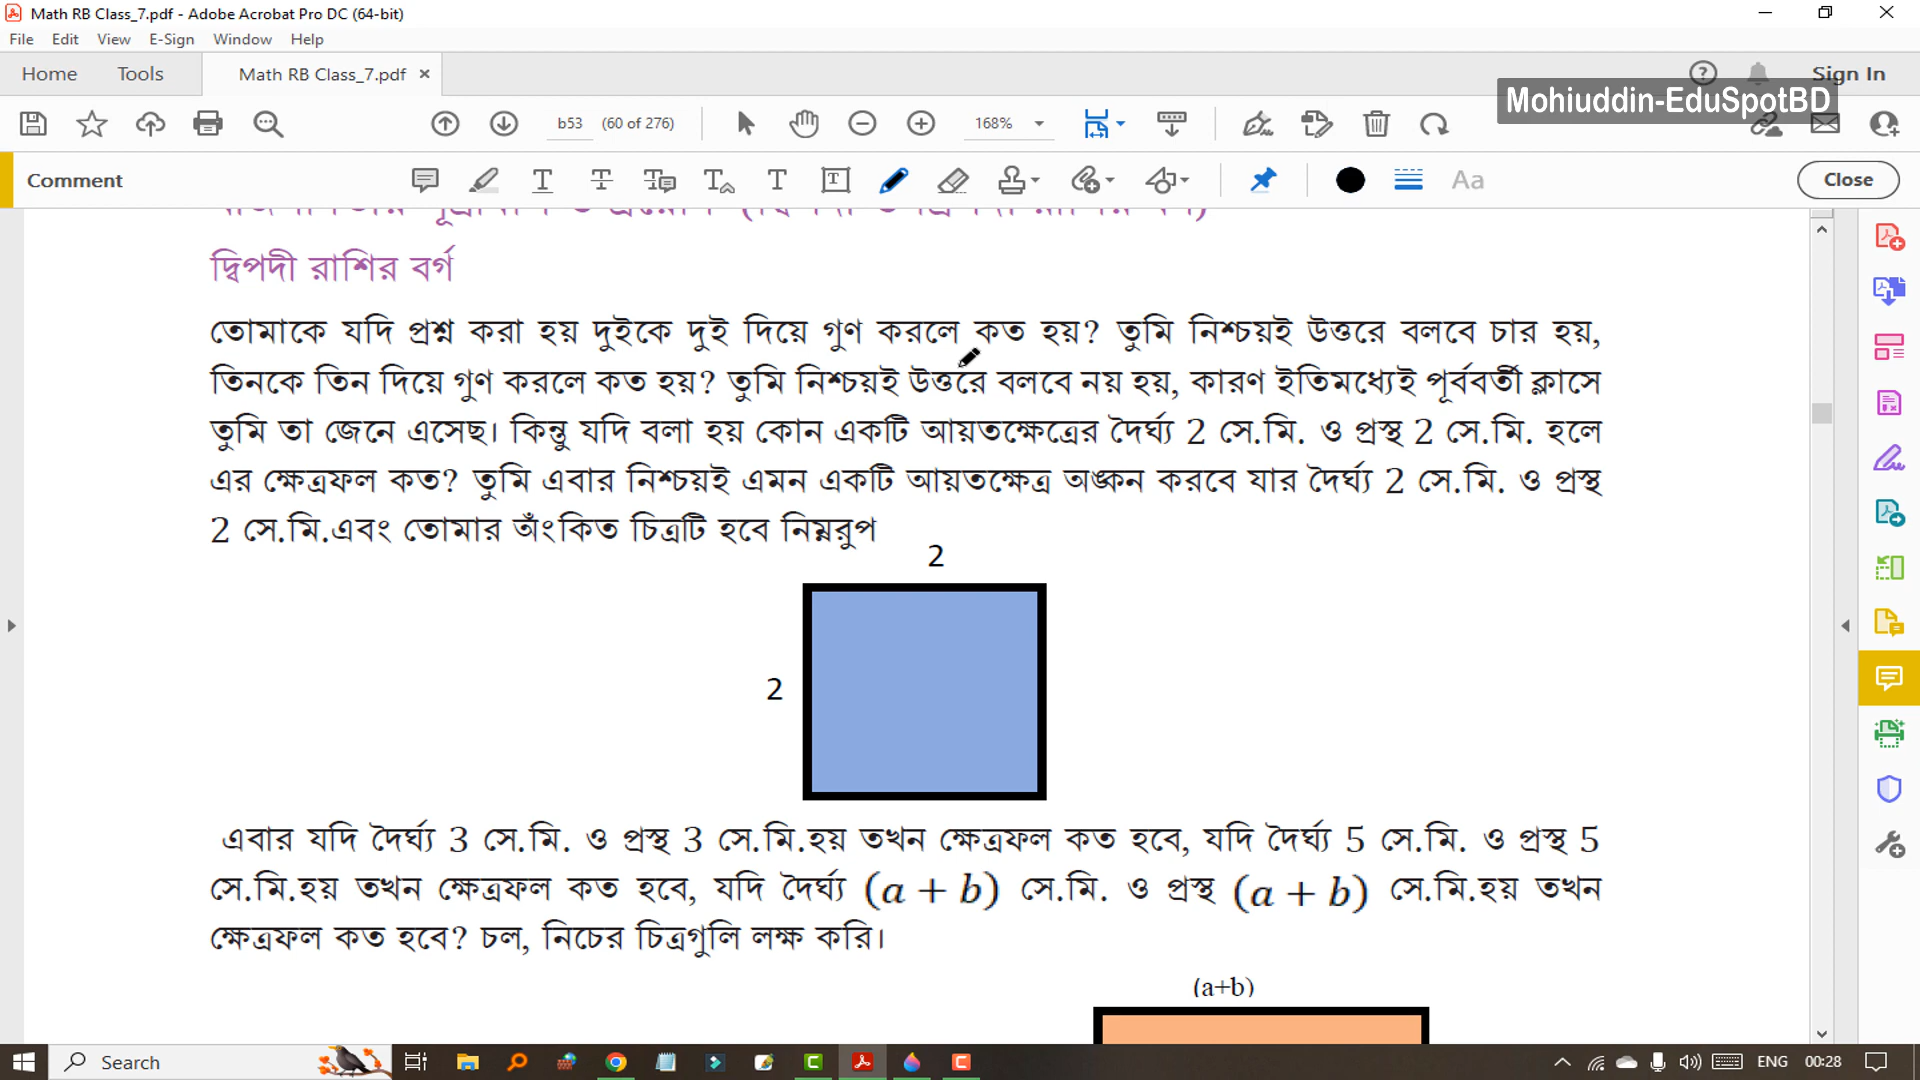 Math RB Class_7.pdf - Adobe Acrobat Pro DC (64-bit)
File Edit View E-Sign Window Help
Home Tools Math RB Class_7.pdf × Sign In
Mohiuddin-EduSpotBD
b53 (60 of 276) 168%
Comment Aa Close
দ্বিপদী রাশির বর্গ
তোমাকে যদি প্রশ্ন করা হয় দুইকে দুই দিয়ে গুণ করলে কত হয়? তুমি নিশ্চয়ই উত্তরে বলবে চার হয়,
তিনকে তিন দিয়ে গুণ করলে কত হয়? তুমি নিশ্চয়ই উত্তরে বলবে নয় হয়, কারণ ইতিমধ্যেই পূর্ববর্তী ক্লাসে
তুমি তা জেনে এসেছ। কিন্তু যদি বলা হয় কোন একটি আয়তক্ষেত্রের দৈর্ঘ্য 2 সে.মি. ও প্রস্থ 2 সে.মি. হলে
এর ক্ষেত্রফল কত? তুমি এবার নিশ্চয়ই এমন একটি আয়তক্ষেত্র অঙ্কন করবে যার দৈর্ঘ্য 2 সে.মি. ও প্রস্থ
2 সে.মি.এবং তোমার অঁংকিত চিত্রটি হবে নিম্নরুপ
2
2
এবার যদি দৈর্ঘ্য 3 সে.মি. ও প্রস্থ 3 সে.মি.হয় তখন ক্ষেত্রফল কত হবে, যদি দৈর্ঘ্য 5 সে.মি. ও প্রস্থ 5
সে.মি.হয় তখন ক্ষেত্রফল কত হবে, যদি দৈর্ঘ্য (a + b) সে.মি. ও প্রস্থ (a + b) সে.মি.হয় তখন
ক্ষেত্রফল কত হবে? চল, নিচের চিত্রগুলি লক্ষ করি।
(a+b)
Search ENG 00:28